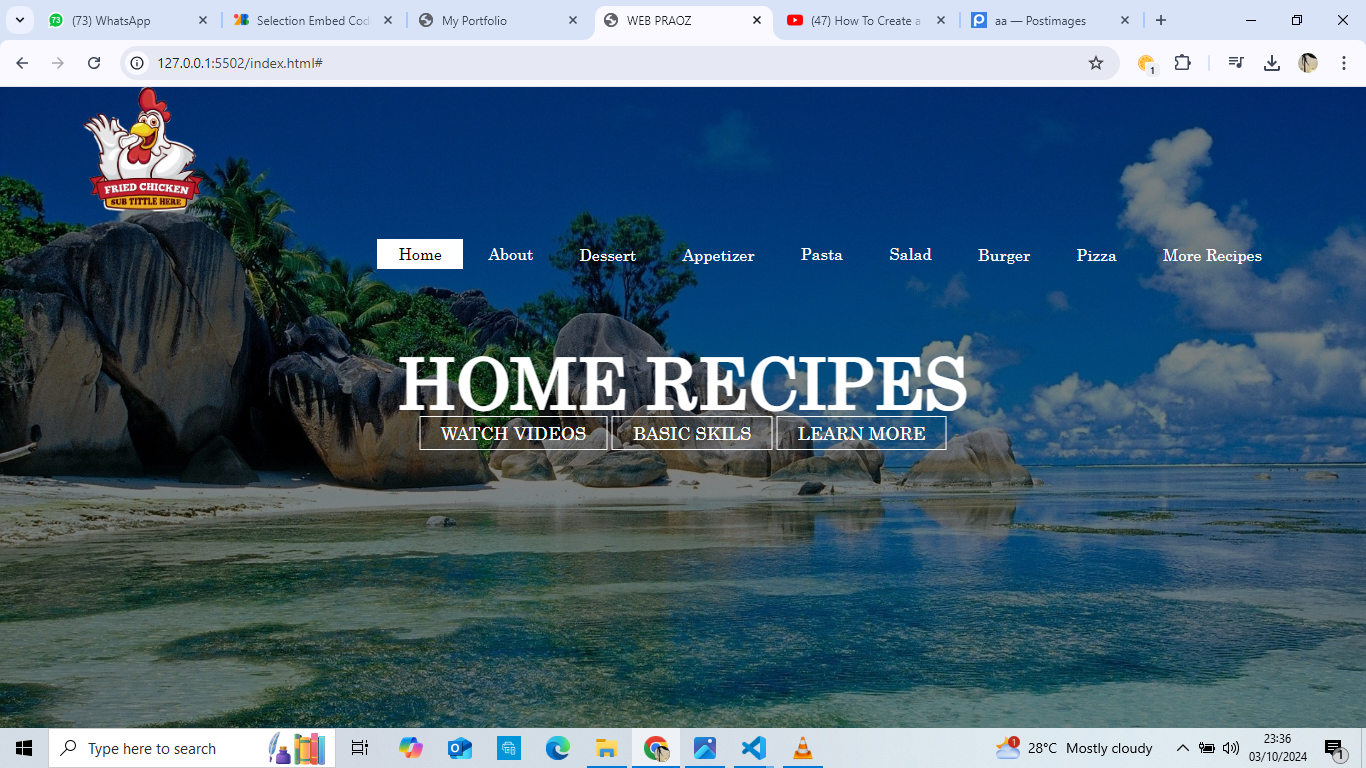 (73) WhatsApp
Selection Embed Cod
My Portfolio
WEB PRAOZ
(47) How To Create a
aa — Postimages
127.0.0.1:5502/index.html#
1
FRIED CHICKEN
SUB TITTLE HERE
Home About Dessert Appetizer Pasta Salad Burger Pizza More Recipes
HOME RECIPES
WATCH VIDEOS BASIC SKILS LEARN MORE
Type here to search
1
28°C Mostly cloudy
23:36
03/10/2024
1